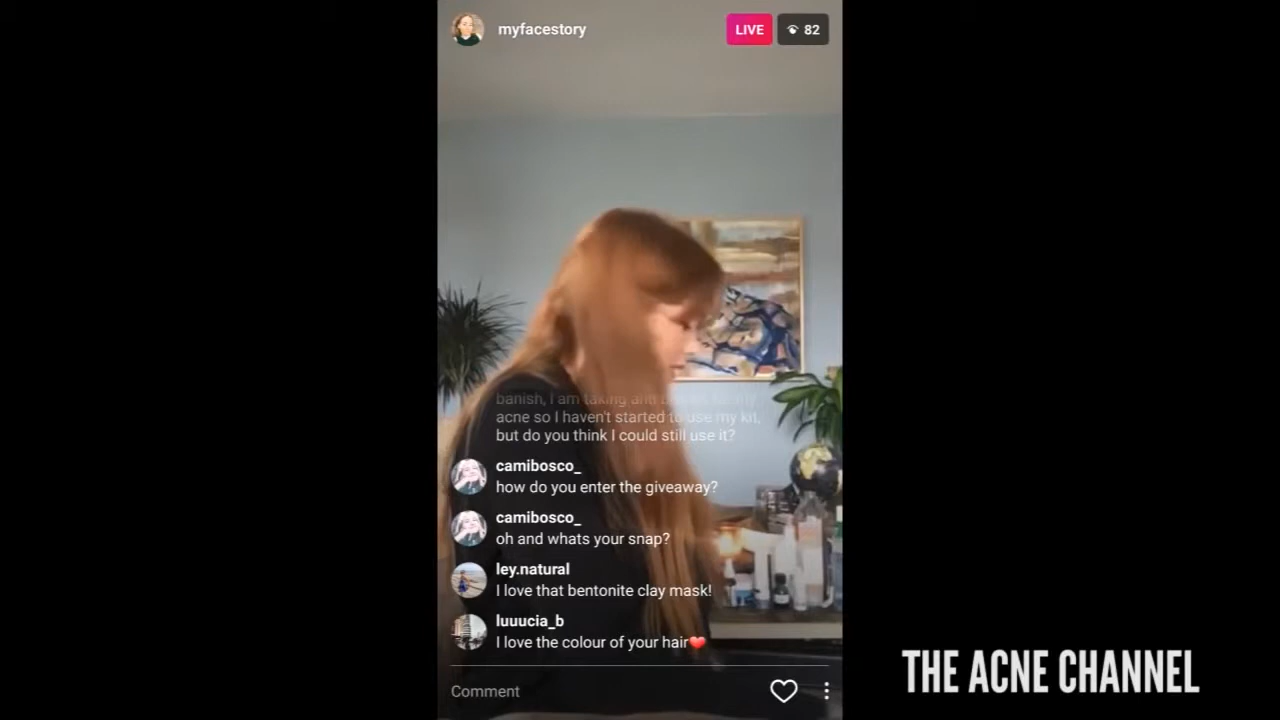 myfacestory
LIVE
82
banish, I am taking and
acne so I haven't started to use my kit,
but do you think I could still use it?
camibosco_
how do you enter the giveaway?
camibosco_
oh and whats your snap?
ley.natural
I love that bentonite clay mask!
luuucia_b
I love the colour of your hair❤
Comment
THE ACNE CHANNEL